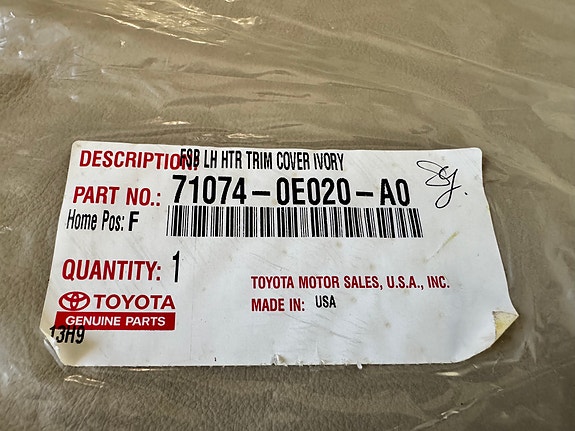 DESCRIPTION: FSB LH HTR TRIM COVER IVORY
PART NO.: 71074-0E020-A0
Home Pos: F
QUANTITY: 1
TOYOTA MOTOR SALES, U.S.A., INC.
TOYOTA
MADE IN: USA
GENUINE PARTS
13H9